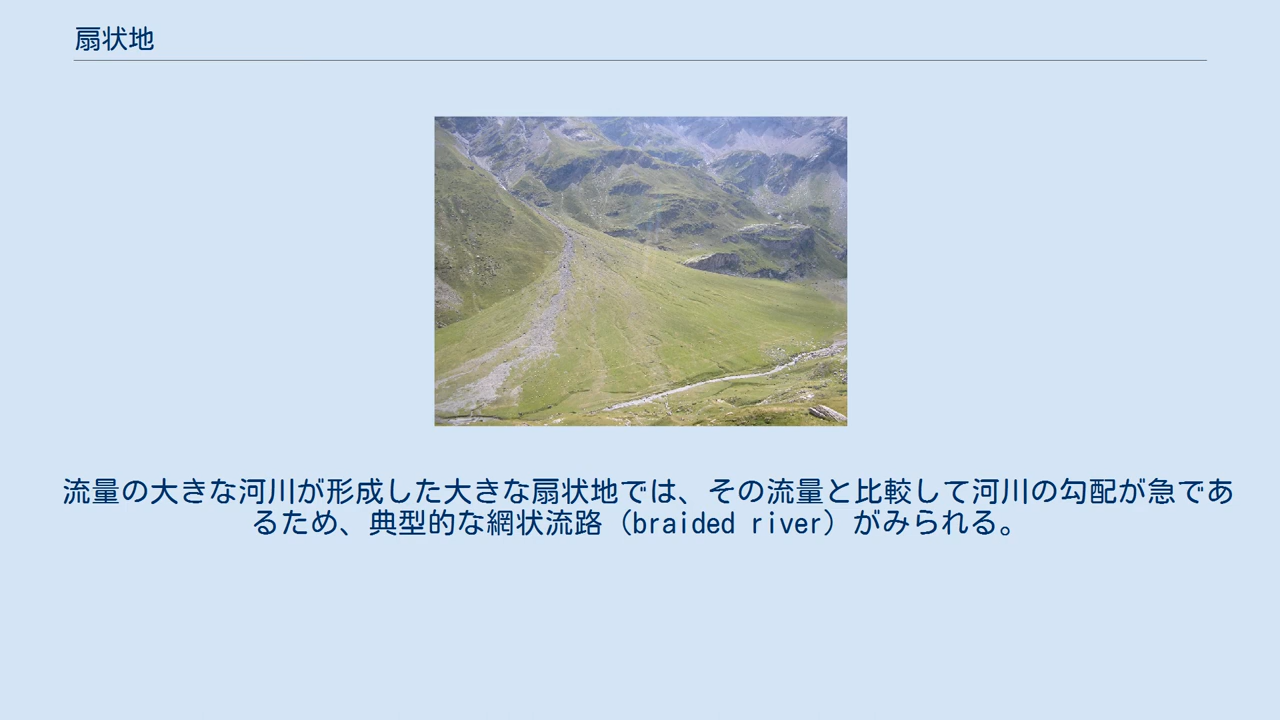 扇状地
流量の大きな河川が形成した大きな扇状地では、その流量と比較して河川の勾配が急であ
るため、典型的な網状流路（braided river）がみられる。